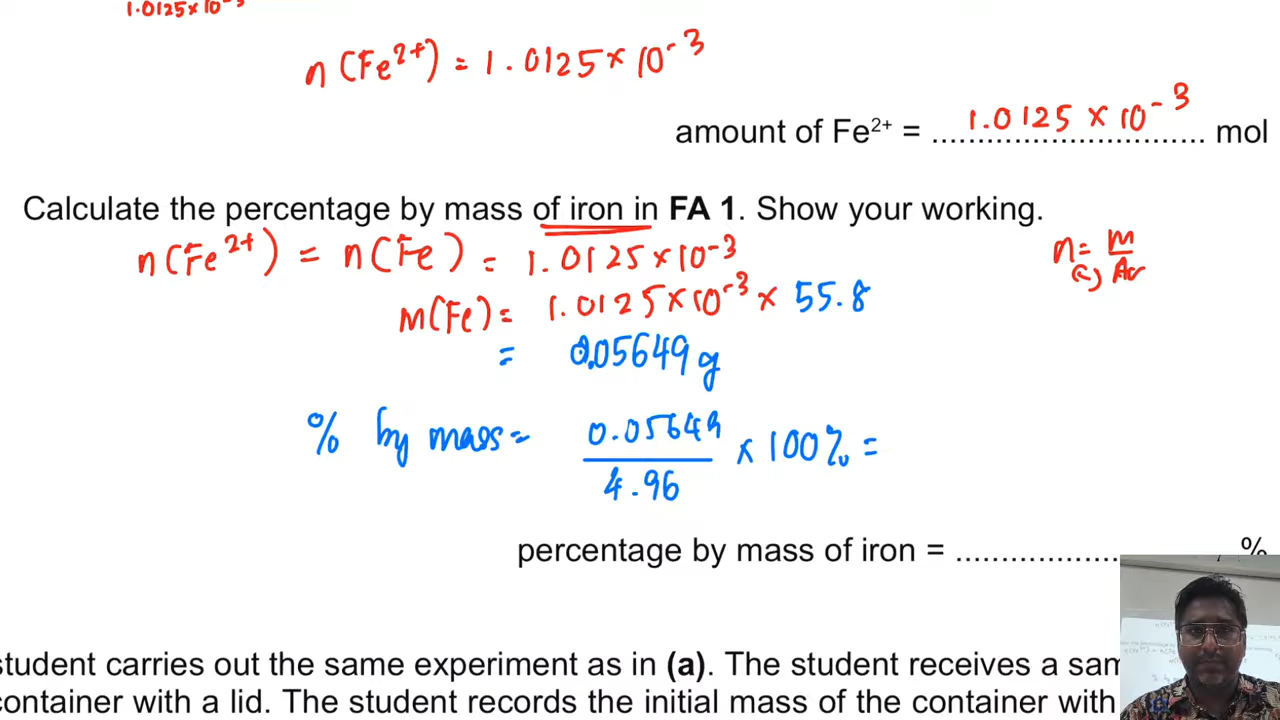 1.0125×10⁻³
n(Fe²⁺) = 1.0125×10⁻³
amount of Fe²⁺ = 1.0125 × 10⁻³ mol
Calculate the percentage by mass of iron in FA 1. Show your working.
n(Fe²⁺) = n(Fe) = 1.0125×10⁻³
n = m
(s) Ar
m(Fe) = 1.0125×10⁻³ × 55.8
= 0.05649 g
% by mass = 0.05649 × 100% =
4.96
percentage by mass of iron = .................... %
student carries out the same experiment as in (a). The student receives a sam
container with a lid. The student records the initial mass of the container with